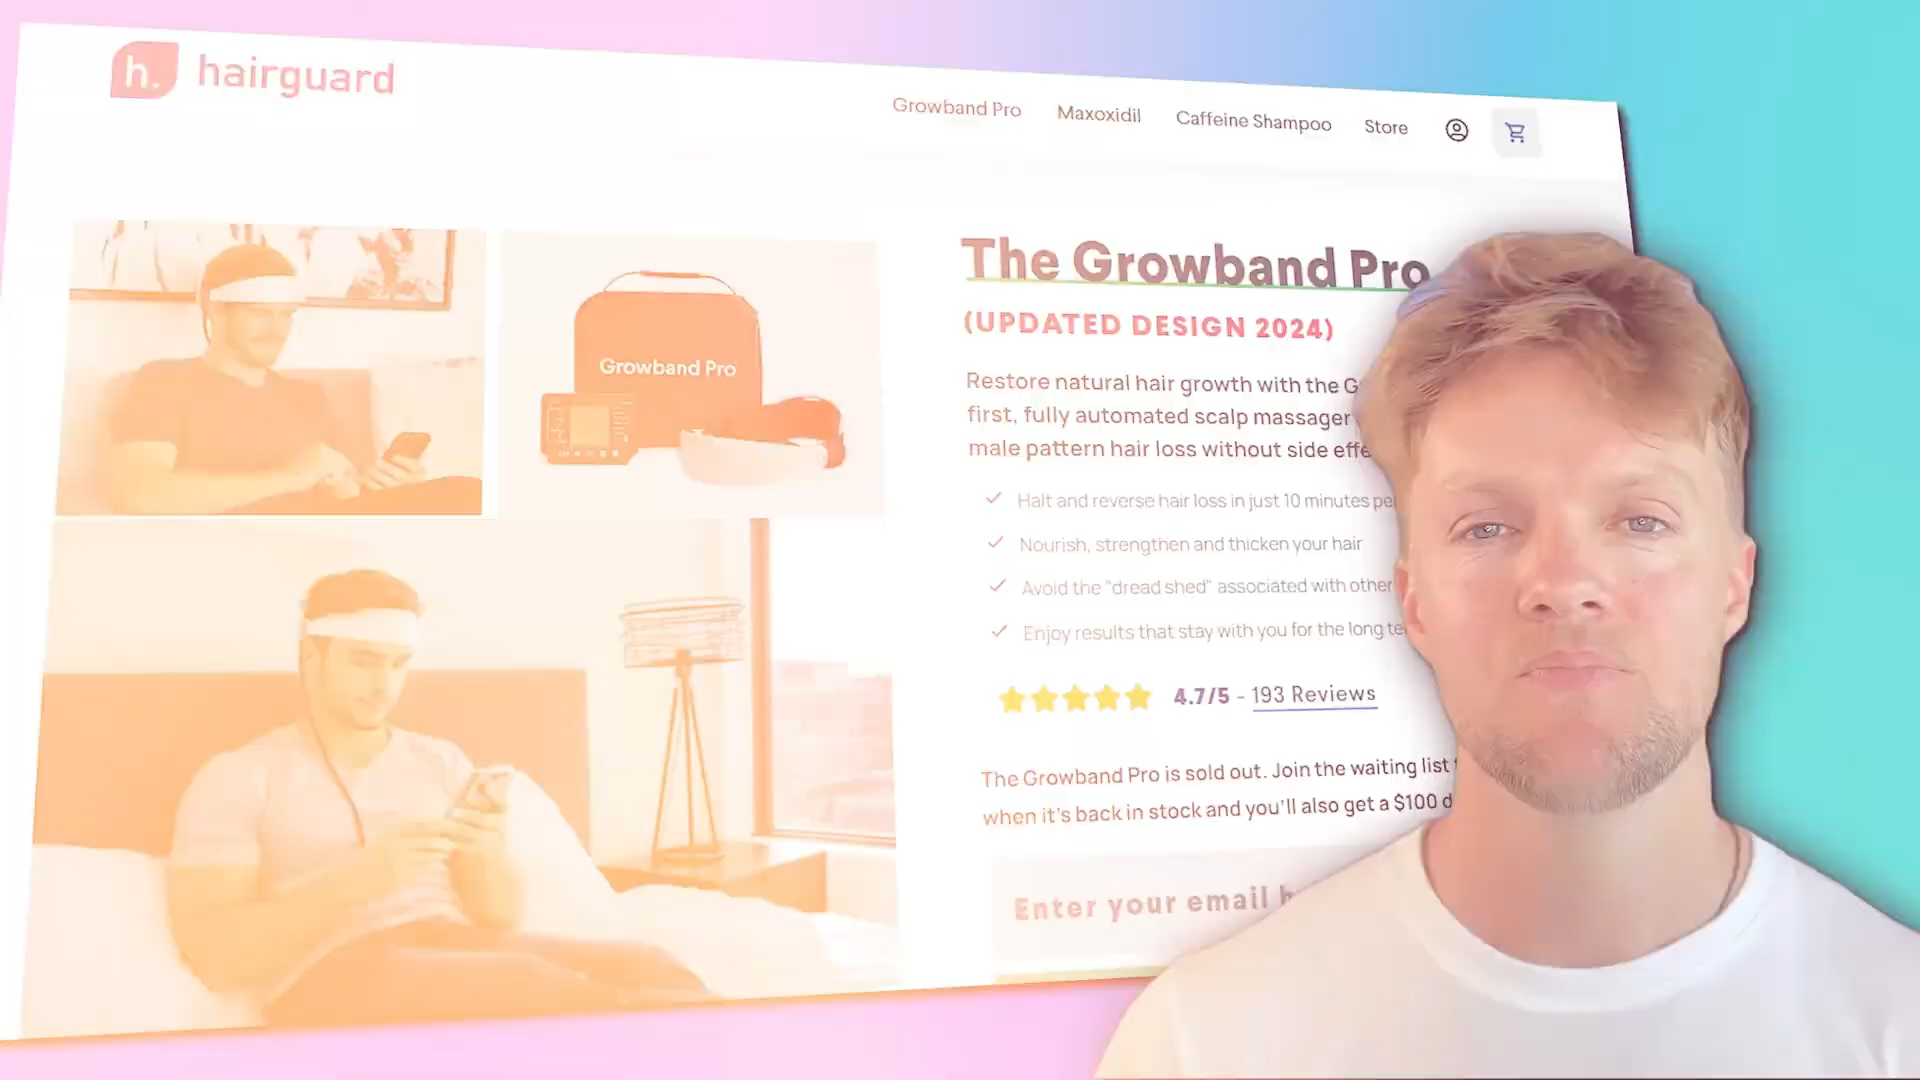 h. hairguard
Growband Pro Maxoxidil Caffeine Shampoo Store
Growband Pro
The Growband Pro
(UPDATED DESIGN 2024)
Restore natural hair growth with the
first, fully automated scalp massager
male pattern hair loss without side
Halt and reverse hair loss in just 10 minutes
Nourish, strengthen and thicken your hair
Avoid the "dread shed" associated with other
Enjoy results that stay with you for the long
4.7/5 - 193 Reviews
The Growband Pro is sold out. Join the waiting list
when it's back in stock and you'll also get a $100
Enter your email